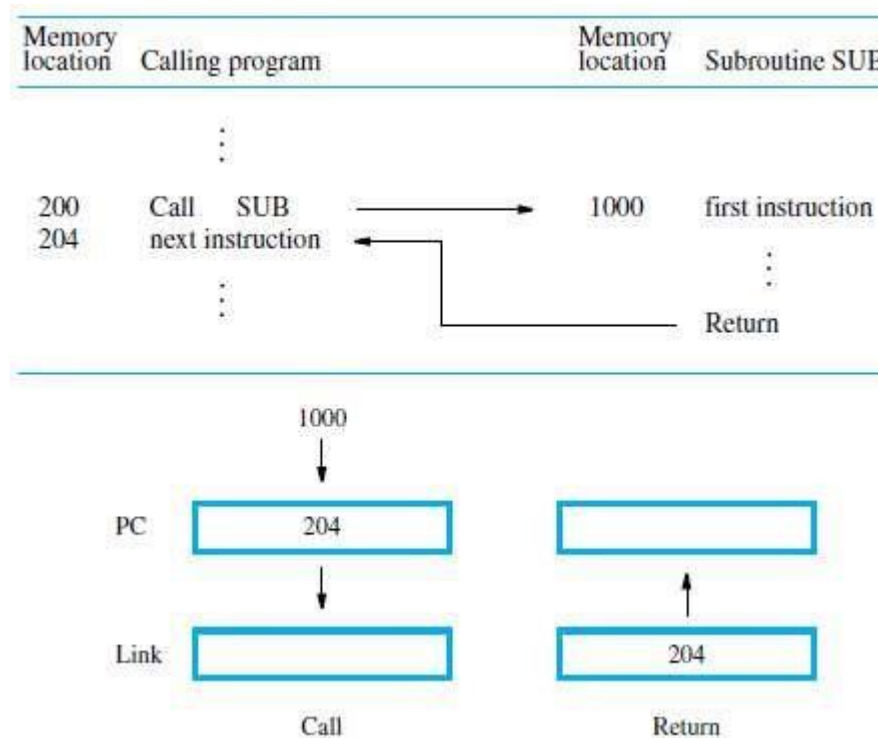 Memory location Calling program Memory location Subroutine SUB
200 Call SUB 1000 first instruction
204 next instruction
Return
1000
PC 204
Link 204
Call Return